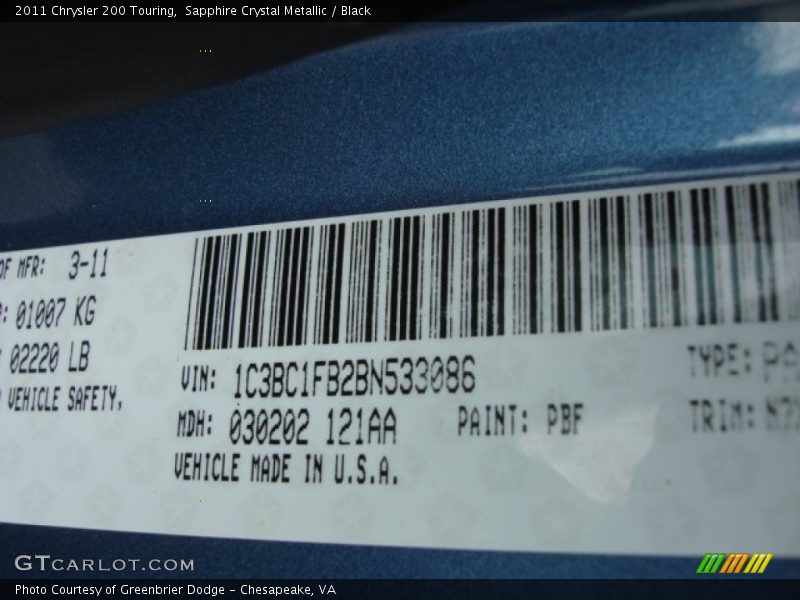 2011 Chrysler 200 Touring,  Sapphire Crystal Metallic / Black
OF MFR: 3-11
01007 KG
02220 LB
VEHICLE SAFETY.
VIN: 1C3BC1FB2BN533086
TYPE:
MDH: 030202 121AA PAINT: PBF
TRIM:
VEHICLE MADE IN U.S.A.
GTCARLOT.COM
Photo Courtesy of Greenbrier Dodge – Chesapeake, VA